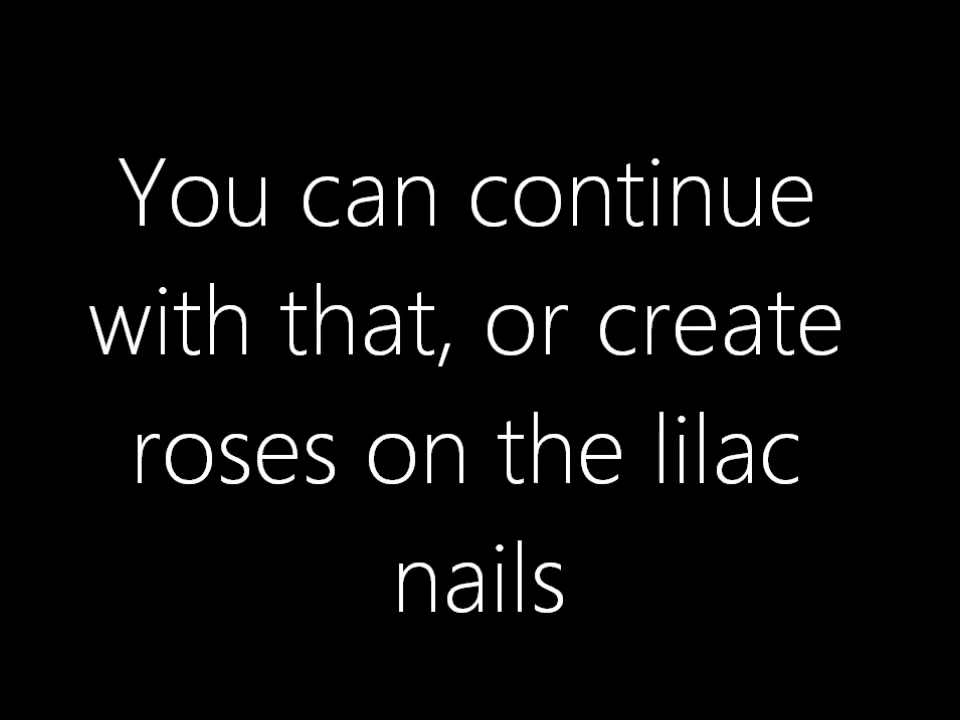 You can continue
with that, or create
roses on the lilac
nails